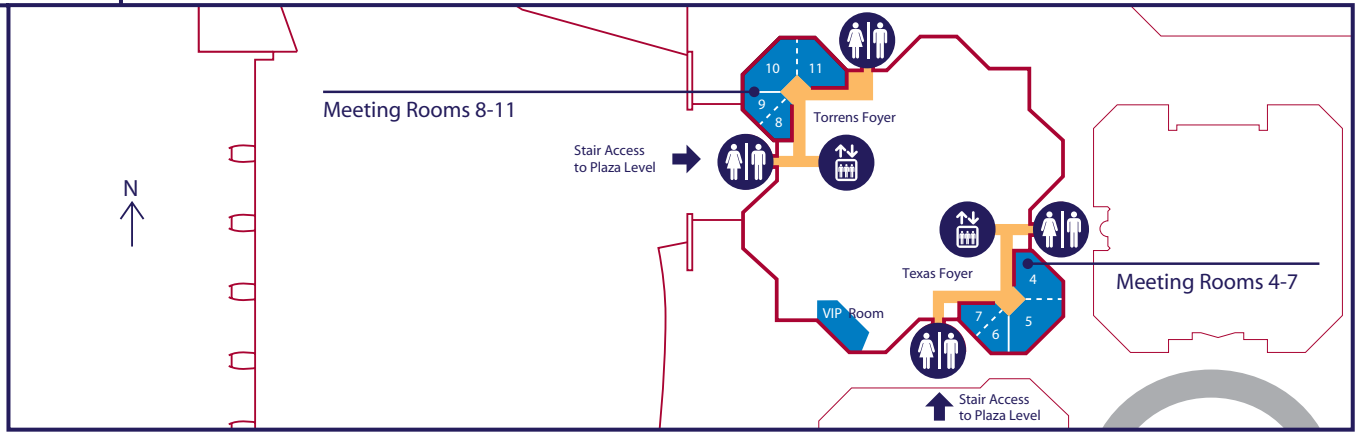 10
11
Meeting Rooms 8-11
9
8
Torrens Foyer
Stair Access
to Plaza Level
N
Texas Foyer
4
Meeting Rooms 4-7
VIP Room
7
5
6
Stair Access
to Plaza Level